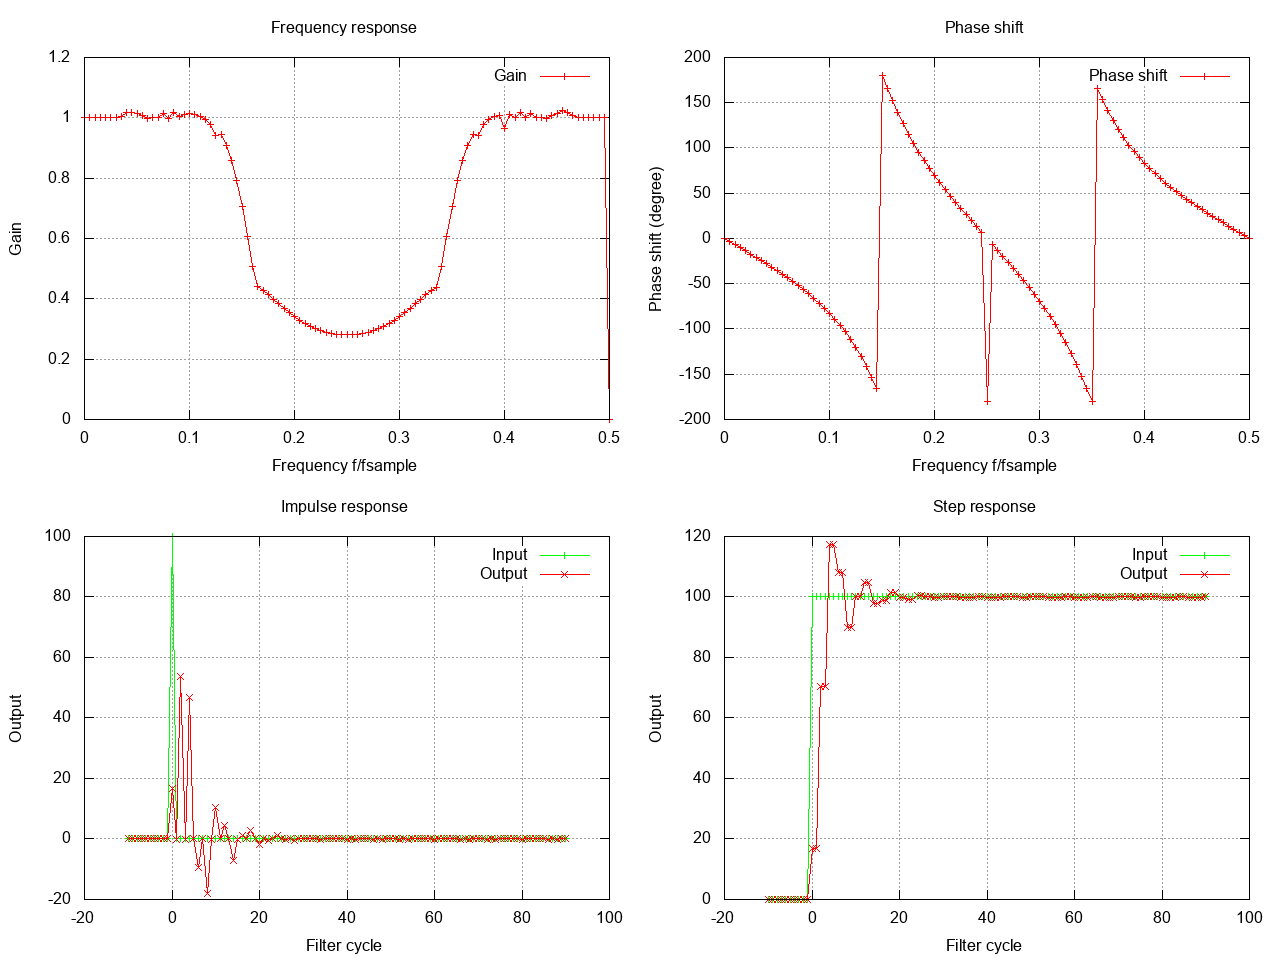 Frequency response
1.2
1
0.8
0.6
0.4
0.2
0
Gain
Gain
0 0.1 0.2 0.3 0.4 0.5
Frequency f/fsample
Phase shift
200
150
100
50
0
-50
-100
-150
-200
Phase shift (degree)
Phase shift
0 0.1 0.2 0.3 0.4 0.5
Frequency f/fsample
Impulse response
100
80
60
40
20
0
-20
Output
Input
Output
-20 0 20 40 60 80 100
Filter cycle
Step response
120
100
80
60
40
20
0
Output
Input
Output
-20 0 20 40 60 80 100
Filter cycle